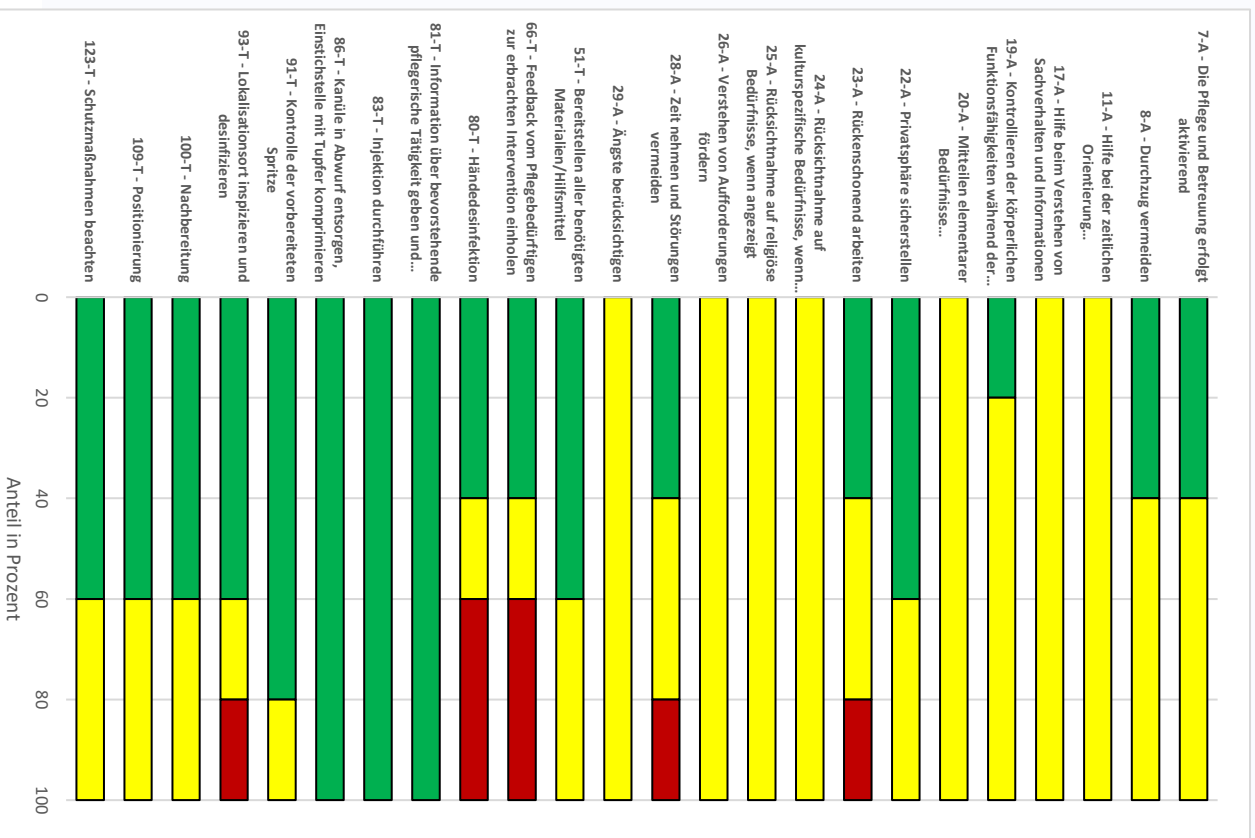 7-A - Die Pflege und Betreuung erfolgt
aktivierend
8-A - Durchzug vermeiden
11-A - Hilfe bei der zeitlichen
Orientierung…
17-A - Hilfe beim Verstehen von
Sachverhalten und Informationen
19-A - Kontrollieren der körperlichen
Funktionsfähigkeiten während der…
20-A - Mitteilen elementarer
Bedürfnisse…
22-A - Privatsphäre sicherstellen
23-A - Rückenschonend arbeiten
24-A - Rücksichtnahme auf
kulturspezifische Bedürfnisse, wenn…
25-A - Rücksichtnahme auf religiöse
Bedürfnisse, wenn angezeigt
26-A - Verstehen von Aufforderungen
fördern
28-A - Zeit nehmen und Störungen
vermeiden
29-A - Ängste berücksichtigen
51-T - Bereitstellen aller benötigten
Materialien/Hilfsmittel
66-T - Feedback vom Pflegebedürftigen
zur erbrachten Intervention einholen
80-T - Händedesinfektion
81-T - Information über bevorstehende
pflegerische Tätigkeit geben und…
83-T - Injektion durchführen
86-T - Kanüle in Abwurf entsorgen,
Einstichstelle mit Tupfer komprimieren
91-T - Kontrolle der vorbereiteten
Spritze
93-T - Lokalisationsort inspizieren und
desinfizieren
100-T - Nachbereitung
109-T - Positionierung
123-T - Schutzmaßnahmen beachten
0
20
40
60
80
100
Anteil in Prozent